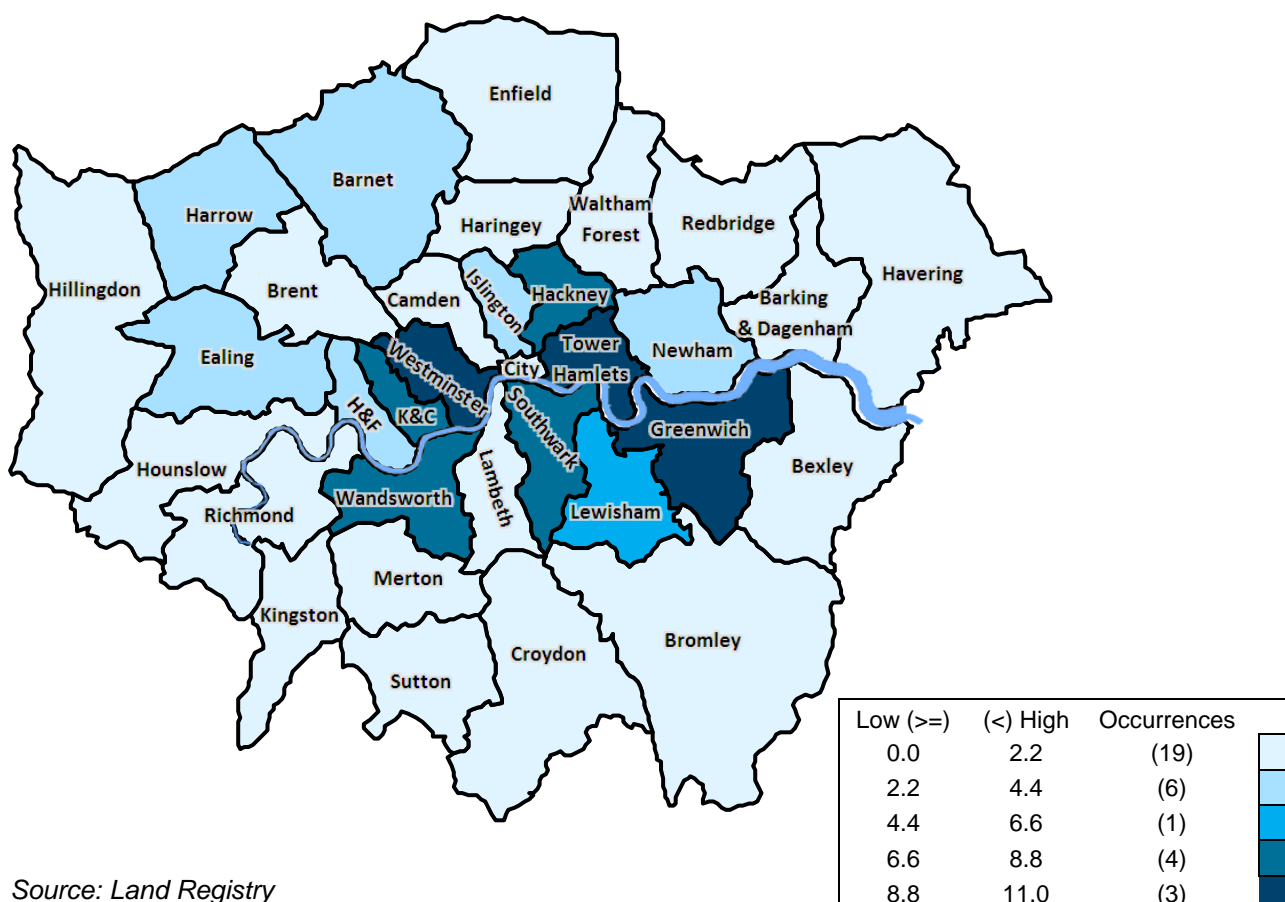 Enfield
Barnet
Harrow
Haringey
Waltham
Forest
Redbridge
Havering
Hillingdon
Brent
Camden
Islington
Hackney
Barking
& Dagenham
Ealing
Westminster
City
Tower
Hamlets
Newham
H&F
K&C
Southwark
Greenwich
Hounslow
Bexley
Richmond
Wandsworth
Lambeth
Lewisham
Merton
Kingston
Sutton
Croydon
Bromley
Low (>=) (<) High Occurrences
0.0 2.2 (19)
2.2 4.4 (6)
4.4 6.6 (1)
6.6 8.8 (4)
8.8 11.0 (3)
Source: Land Registry